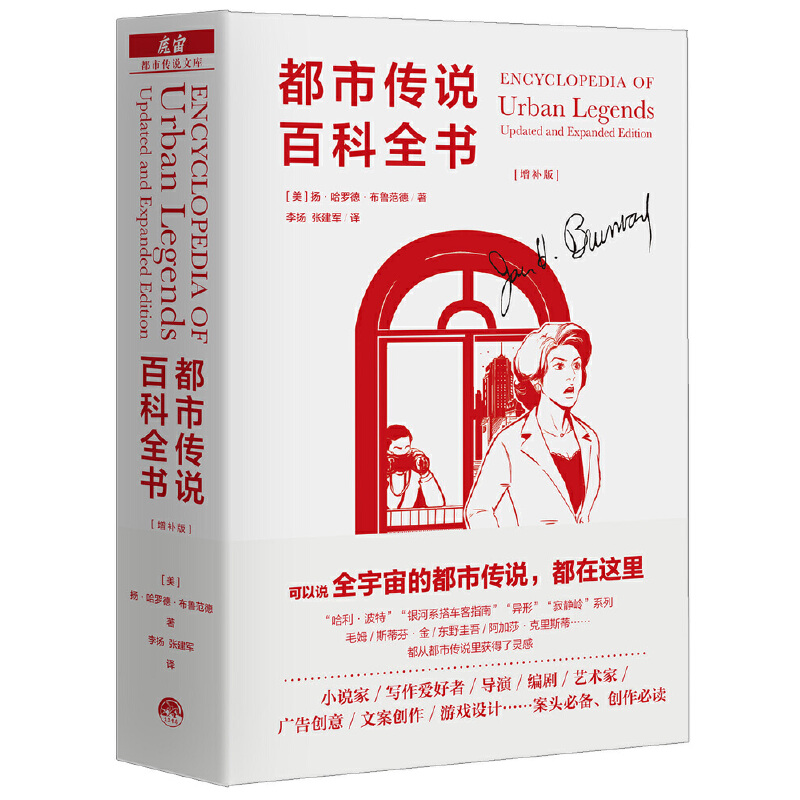 虎宙
都市传说文库
ENCYCLOPEDIA OF
Urban Legends
Updated and Expanded Edition
都市传说
百科全书
[增补版]
[美]
扬·哈罗德·布鲁范德
著
李扬 张建军
译
都市传说
百科全书
ENCYCLOPEDIA OF
Urban Legends
Updated and Expanded Edition
[增补版]
[美]扬·哈罗德·布鲁范德/著
李扬 张建军/译
Jan H. Brunvand
可以说 全宇宙的都市传说，都在这里
“哈利·波特”“银河系搭车客指南”“异形”“寂静岭”系列
毛姆/斯蒂芬·金/东野圭吾/阿加莎·克里斯蒂……
都从都市传说里获得了灵感
小说家/写作爱好者/导演/编剧/艺术家/
广告创意/文案创作/游戏设计……案头必备、创作必读